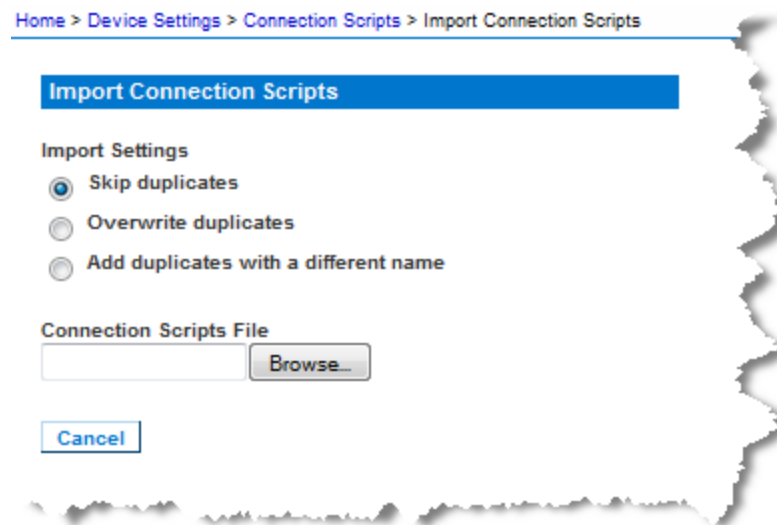 Home > Device Settings > Connection Scripts > Import Connection Scripts
Import Connection Scripts
Import Settings
Skip duplicates
Overwrite duplicates
Add duplicates with a different name
Connection Scripts File
Browse...
Cancel